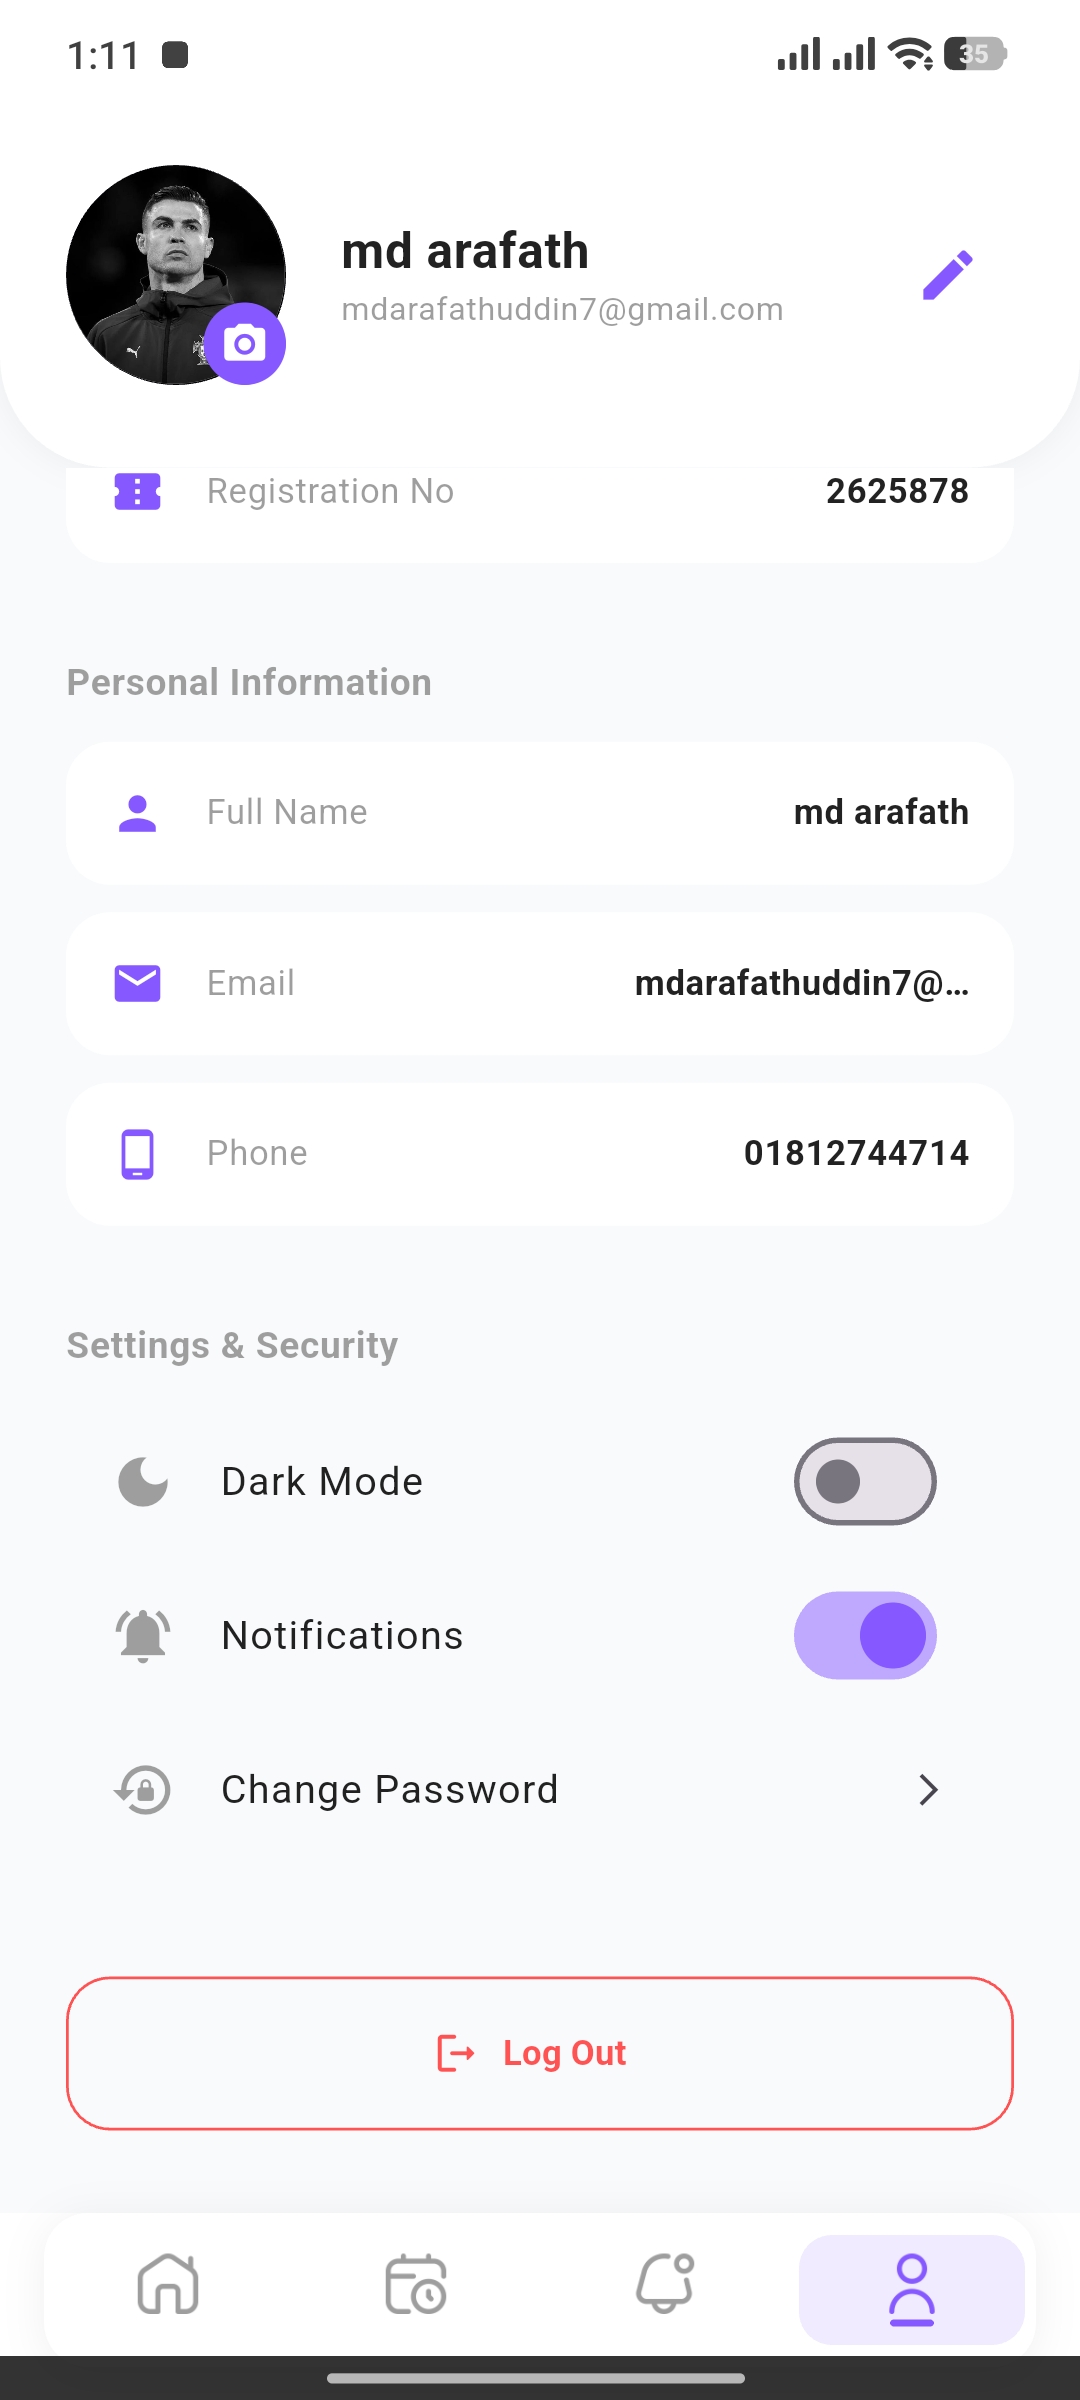 1:11
35
md arafath
mdarafathuddin7@gmail.com
Registration No 2625878
Personal Information
Full Name md arafath
Email mdarafathuddin7@...
Phone 01812744714
Settings & Security
Dark Mode
Notifications
Change Password
Log Out